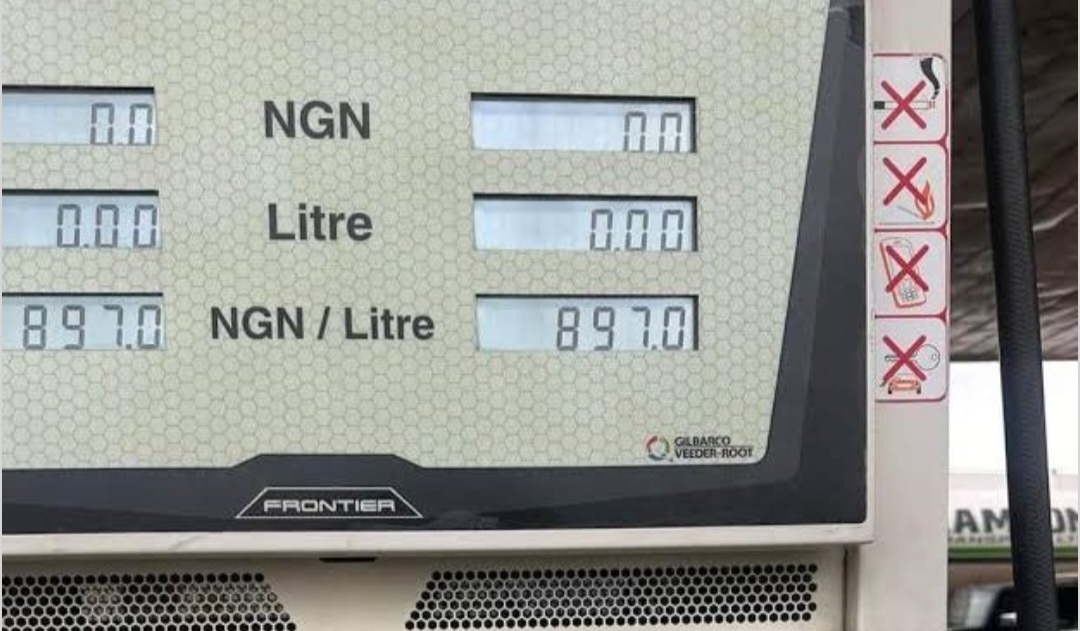 0.0 NGN 0.0
0.00 Litre 0.00
897.0 NGN / Litre 897.0
GILBARCO
VEEDER-ROOT
FRONTIER